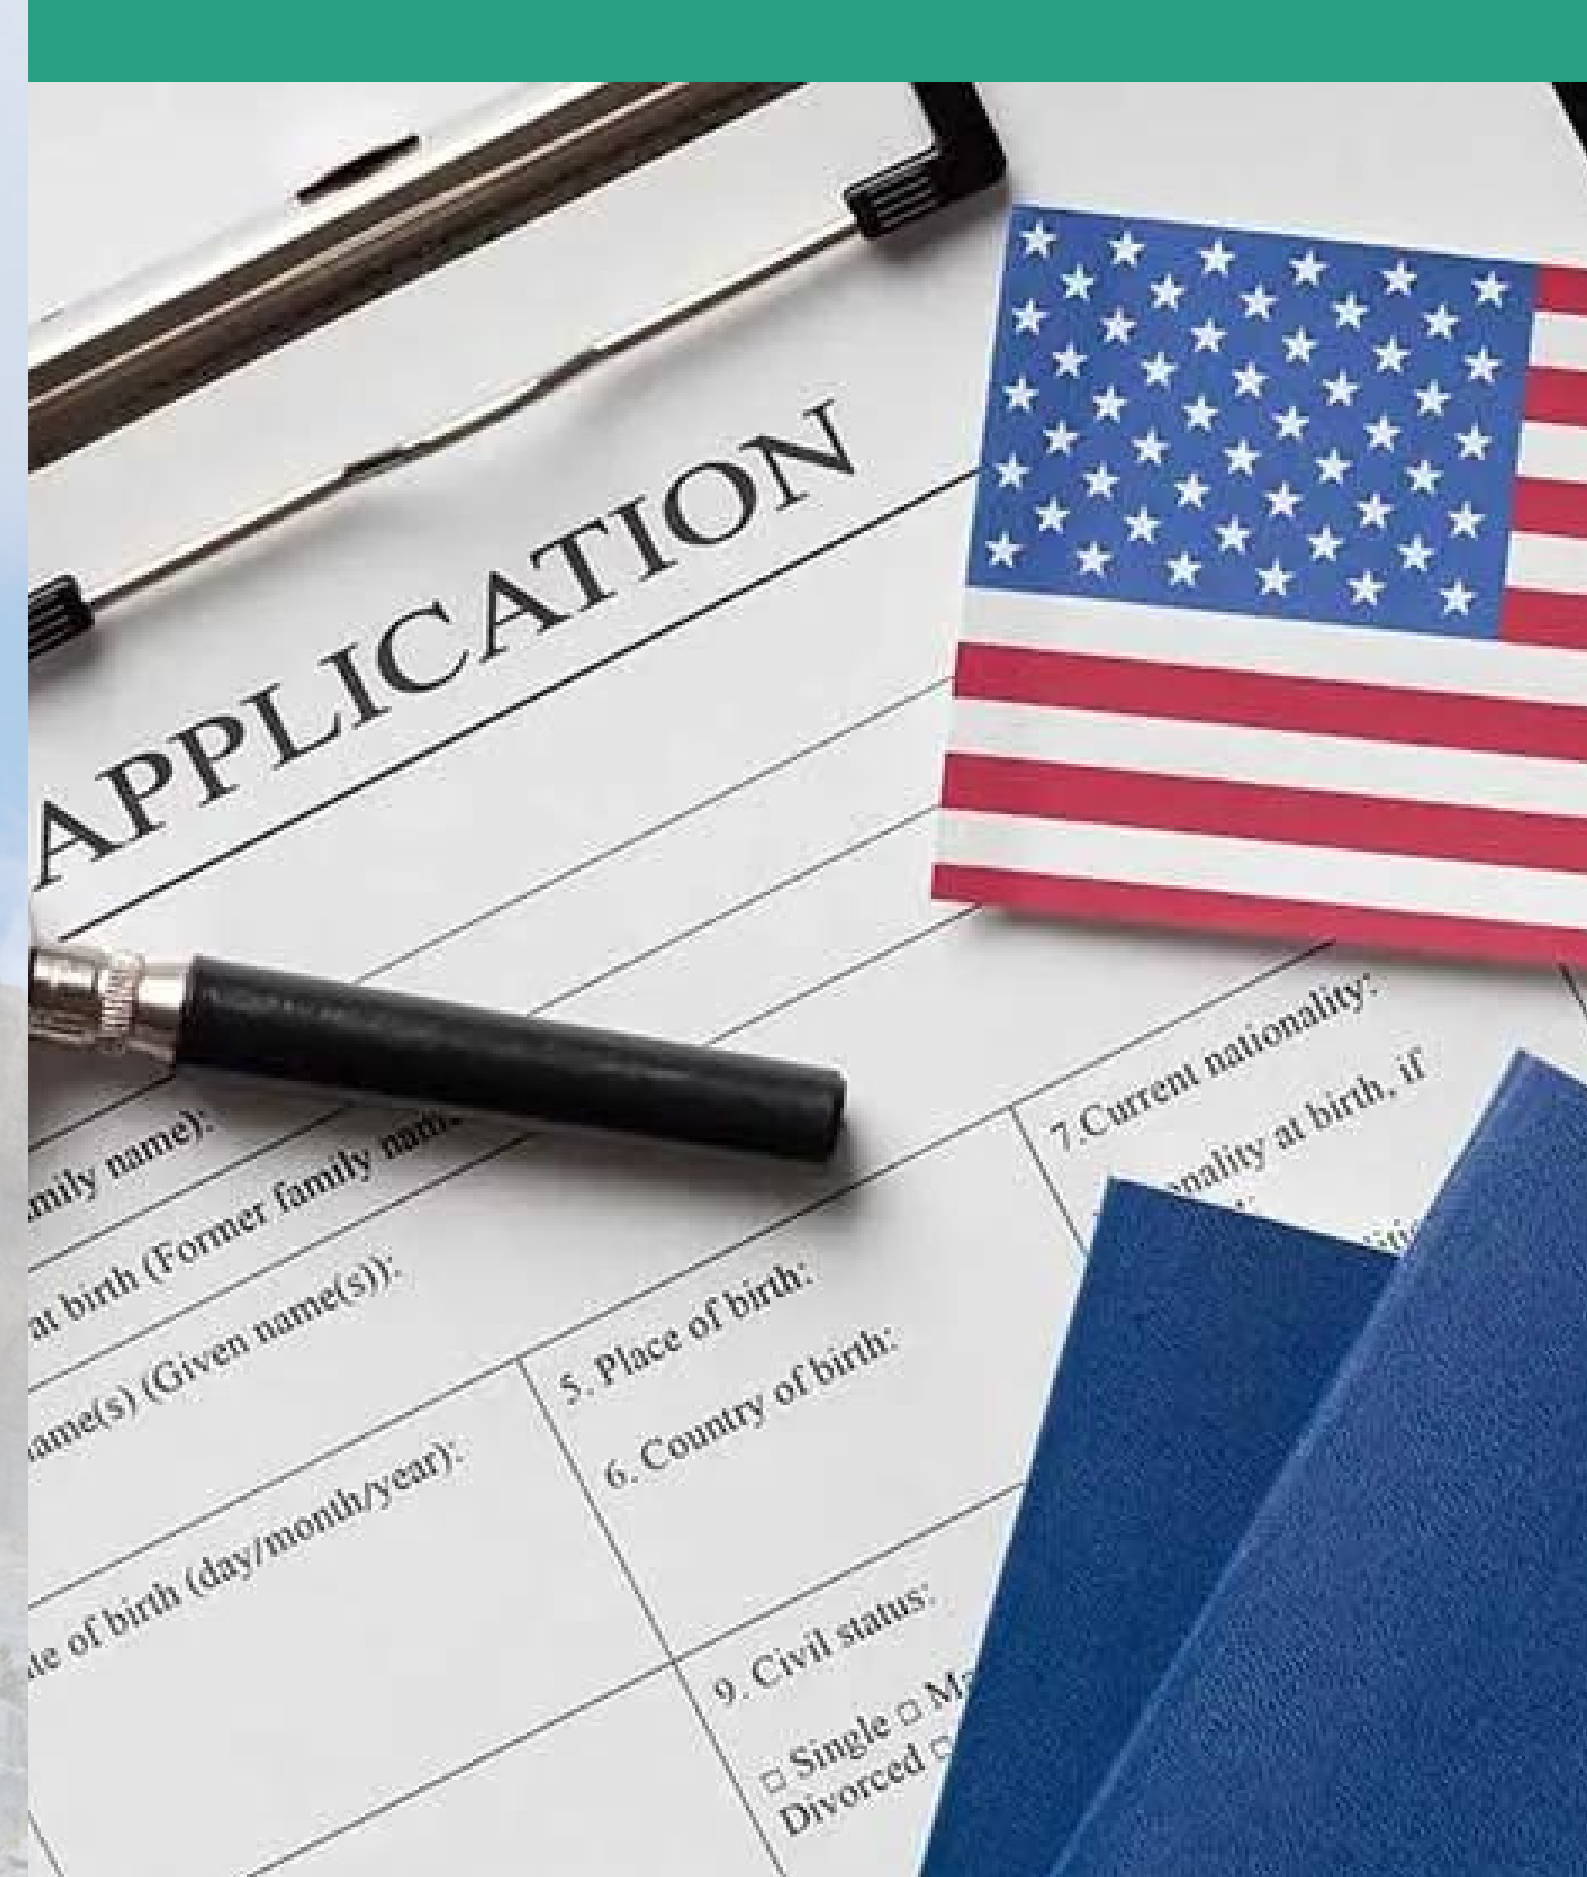 APPLICATION
mily name):
at birth (Former family nam
ame(s) (Given name(s)):
te of birth (day/month/year):
5. Place of birth:
6. Country of birth:
7.Current nationality:
nality at birth, if
9. Civil status:
□ Single □ Ma
Divorced □